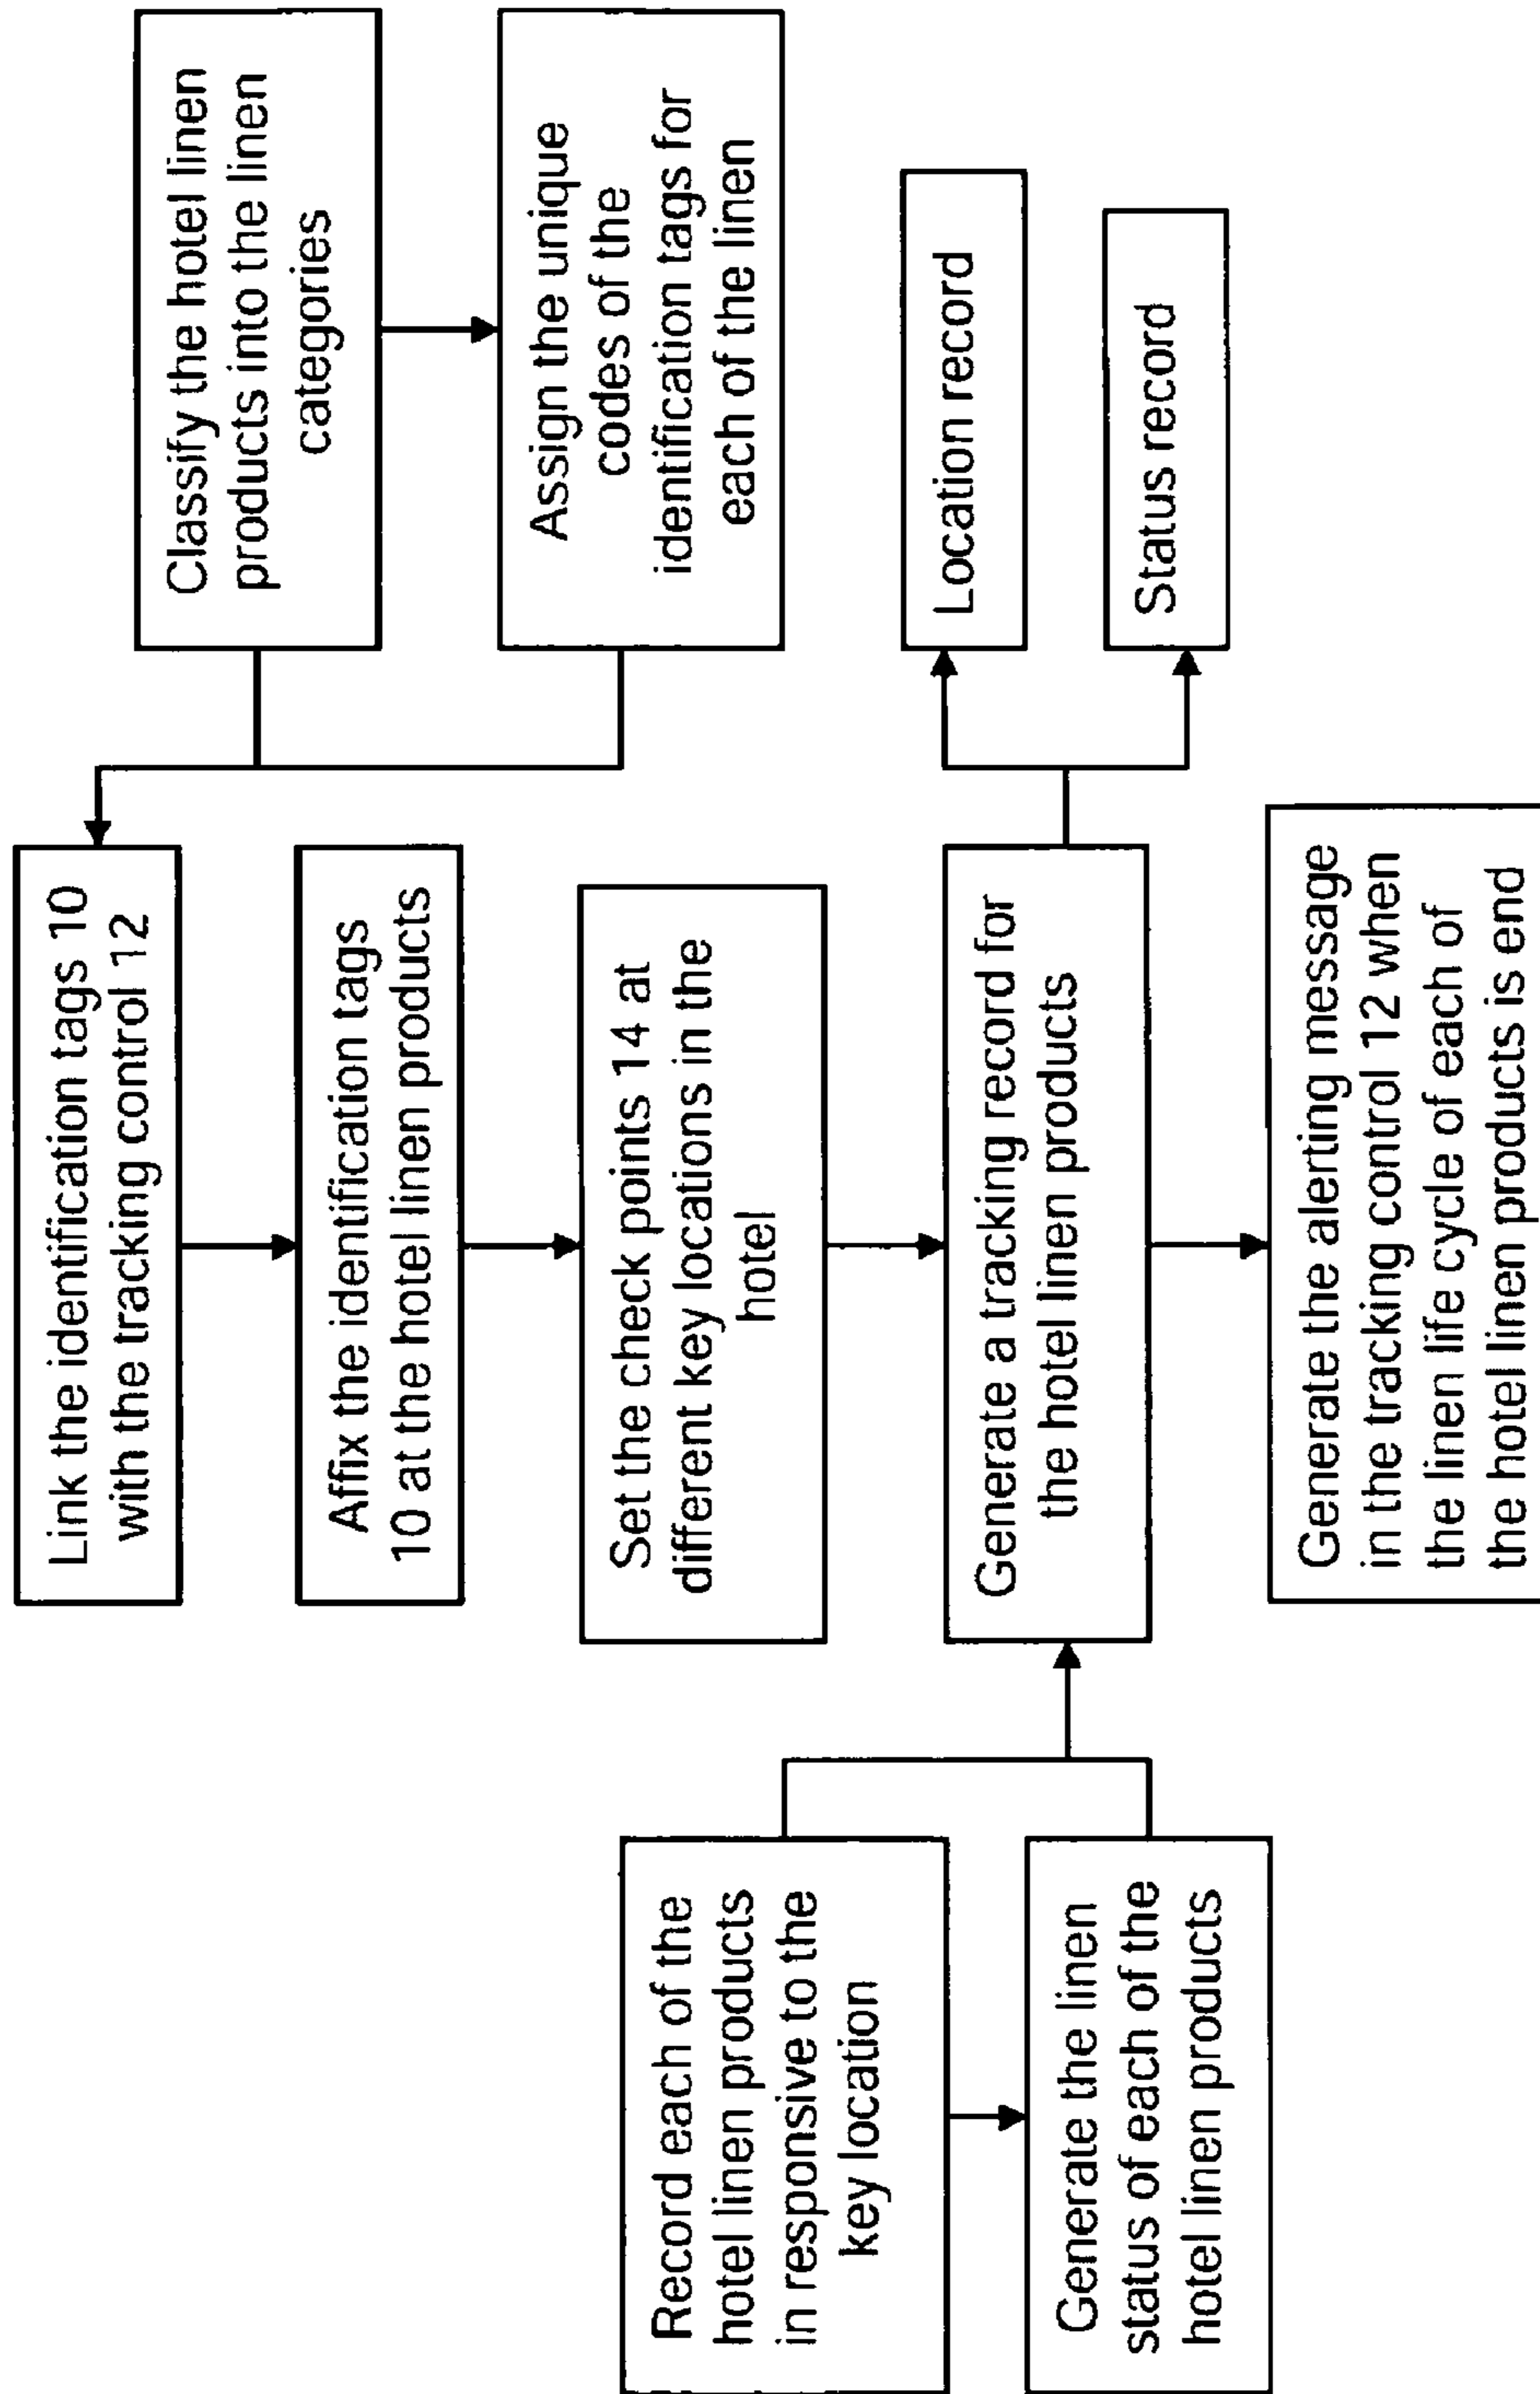 Link the identification tags 10
with the tracking control 12
Classify the hotel linen
products into the linen
categories
Affix the identification tags
10 at the hotel linen products
Assign the unique
codes of the
identification tags for
each of the linen
Set the check points 14 at
different key locations in the
hotel
Record each of the
hotel linen products
in responsive to the
key location
Generate a tracking record for
the hotel linen products
Location record
Status record
Generate the linen
status of each of the
hotel linen products
Generate the alerting message
in the tracking control 12 when
the linen life cycle of each of
the hotel linen products is end